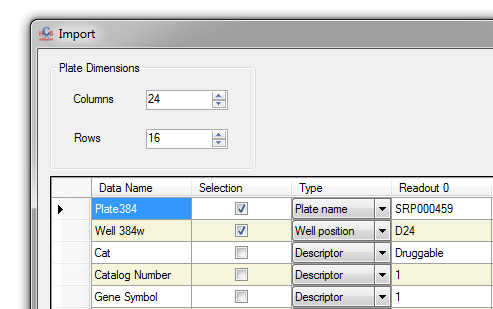 Import
Plate Dimensions
Columns 24
Rows 16
Data Name Selection Type Readout 0
Plate384 Plate name SRP000459
Well 384w Well position D24
Cat Descriptor Druggable
Catalog Number Descriptor 1
Gene Symbol Descriptor 1